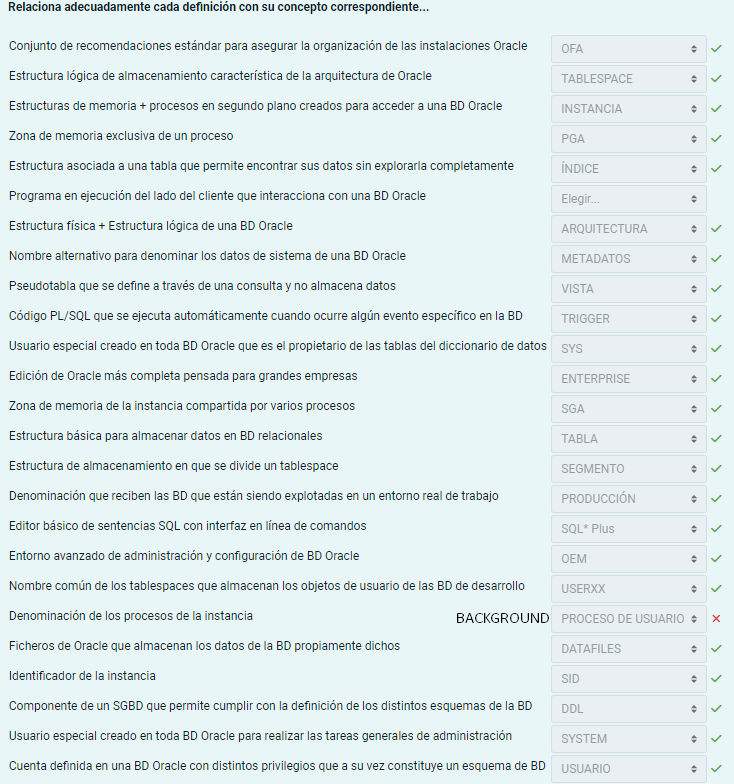 Relaciona adecuadamente cada definición con su concepto correspondiente...
Conjunto de recomendaciones estándar para asegurar la organización de las instalaciones Oracle OFA
Estructura lógica de almacenamiento característica de la arquitectura de Oracle TABLESPACE
Estructuras de memoria + procesos en segundo plano creados para acceder a una BD Oracle INSTANCIA
Zona de memoria exclusiva de un proceso PGA
Estructura asociada a una tabla que permite encontrar sus datos sin explorarla completamente ÍNDICE
Programa en ejecución del lado del cliente que interacciona con una BD Oracle Elegir...
Estructura física + Estructura lógica de una BD Oracle ARQUITECTURA
Nombre alternativo para denominar los datos de sistema de una BD Oracle METADATOS
Pseudotabla que se define a través de una consulta y no almacena datos VISTA
Código PL/SQL que se ejecuta automáticamente cuando ocurre algún evento específico en la BD TRIGGER
Usuario especial creado en toda BD Oracle que es el propietario de las tablas del diccionario de datos SYS
Edición de Oracle más completa pensada para grandes empresas ENTERPRISE
Zona de memoria de la instancia compartida por varios procesos SGA
Estructura básica para almacenar datos en BD relacionales TABLA
Estructura de almacenamiento en que se divide un tablespace SEGMENTO
Denominación que reciben las BD que están siendo explotadas en un entorno real de trabajo PRODUCCIÓN
Editor básico de sentencias SQL con interfaz en línea de comandos SQL* Plus
Entorno avanzado de administración y configuración de BD Oracle OEM
Nombre común de los tablespaces que almacenan los objetos de usuario de las BD de desarrollo USERXX
Denominación de los procesos de la instancia BACKGROUND PROCESO DE USUARIO
Ficheros de Oracle que almacenan los datos de la BD propiamente dichos DATAFILES
Identificador de la instancia SID
Componente de un SGBD que permite cumplir con la definición de los distintos esquemas de la BD DDL
Usuario especial creado en toda BD Oracle para realizar las tareas generales de administración SYSTEM
Cuenta definida en una BD Oracle con distintos privilegios que a su vez constituye un esquema de BD USUARIO